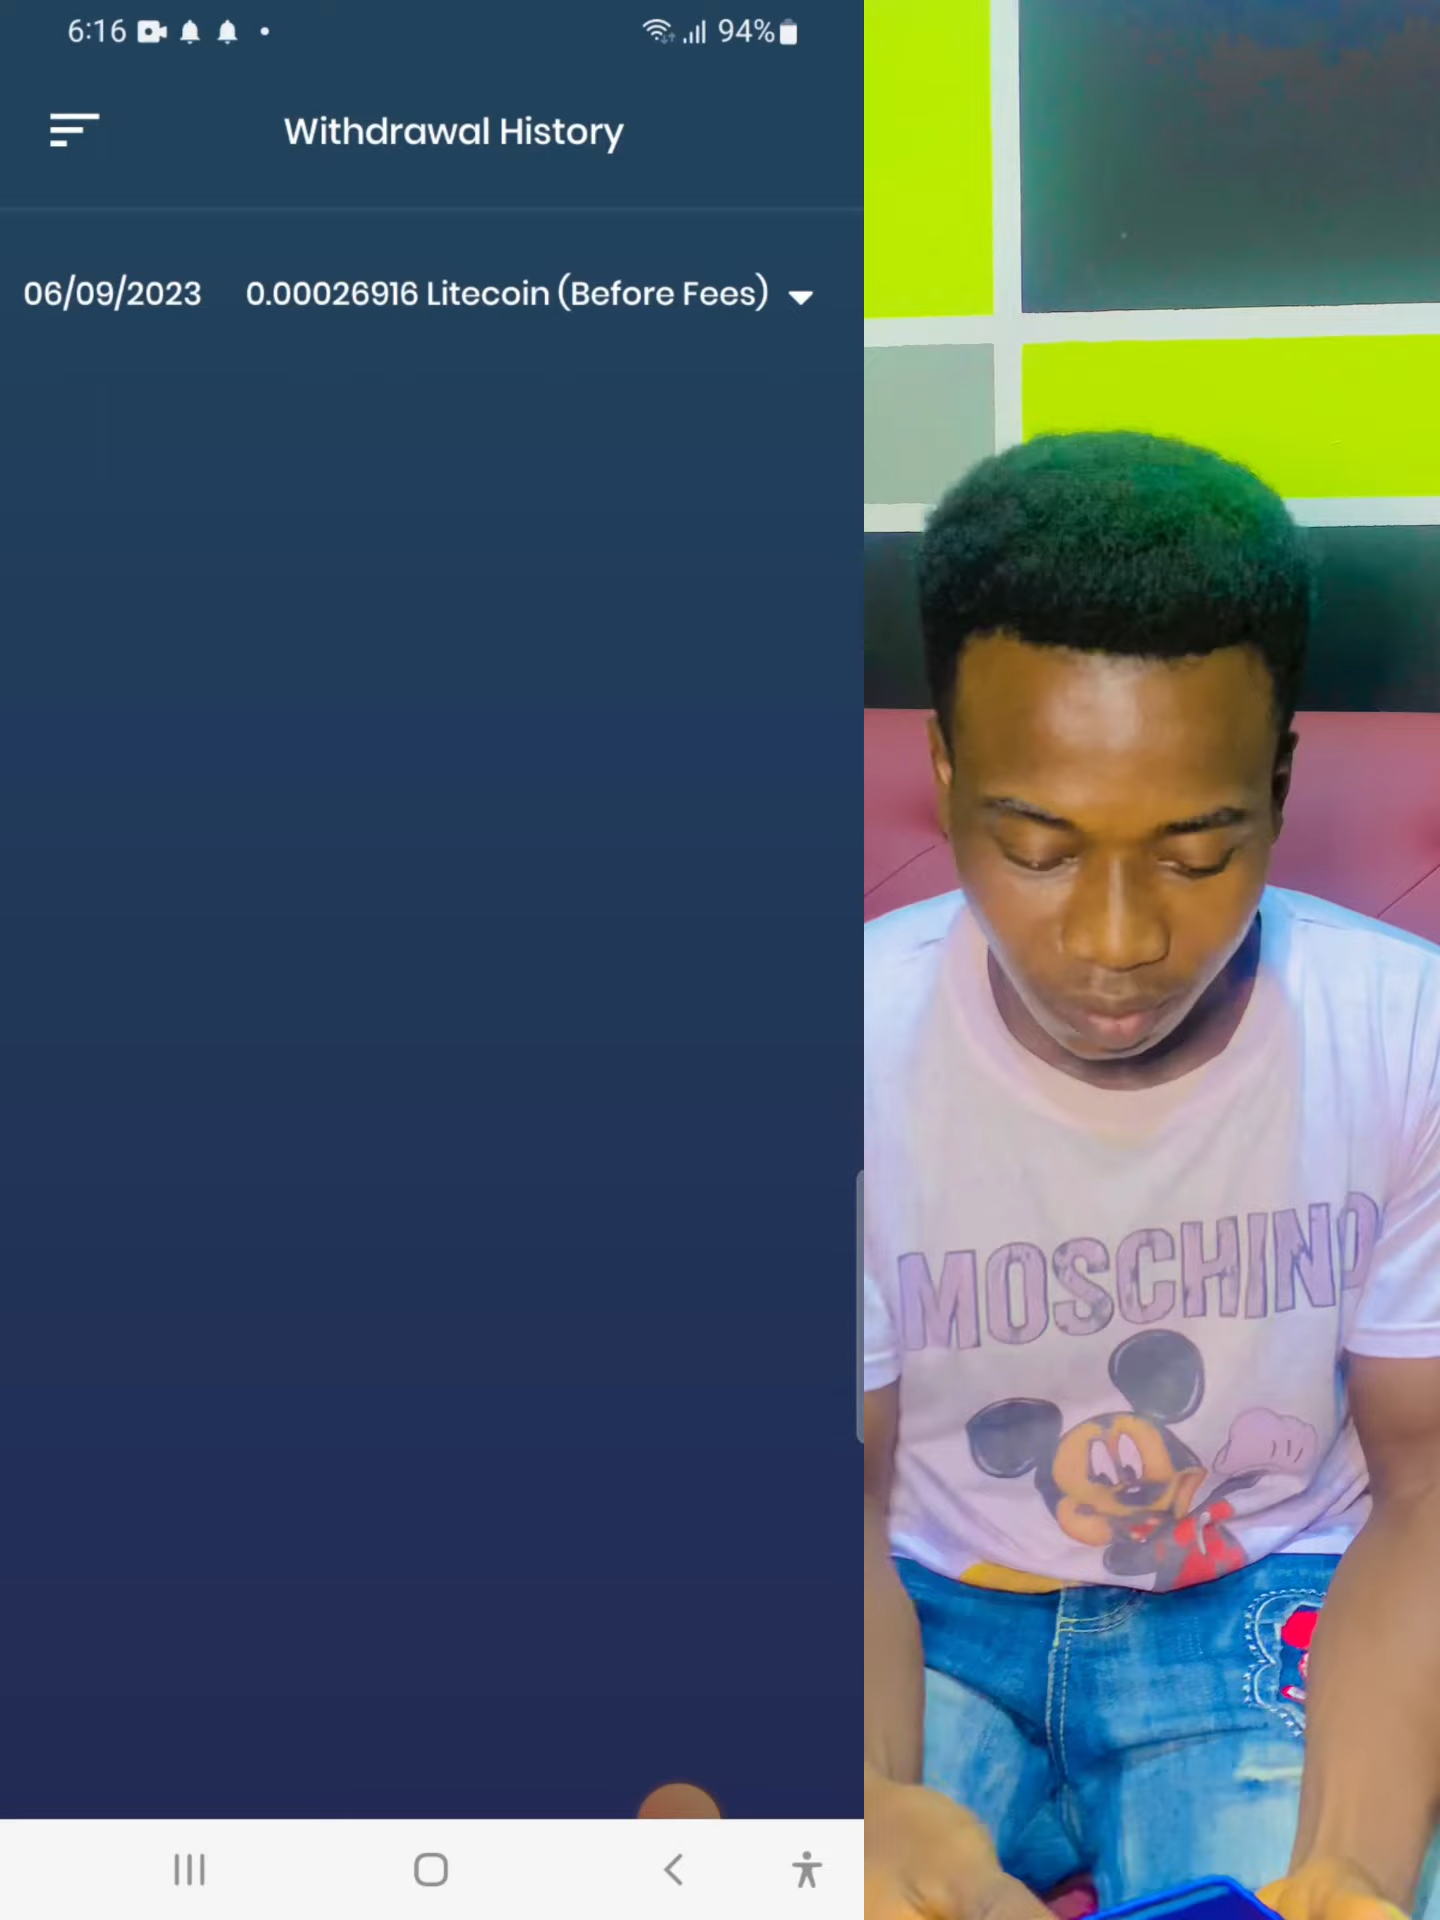 6:16
94%
Withdrawal History
06/09/2023 0.00026916 Litecoin (Before Fees)
MOSCHINO